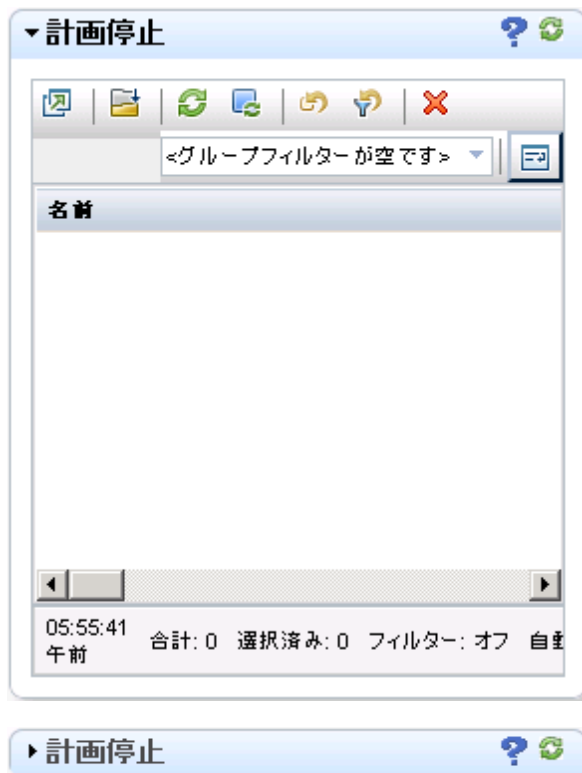 計画停止
<グループフィルターが空です>
名前
05:55:41
午前
合計: 0 選択済み: 0 フィルター: オフ 自
計画停止